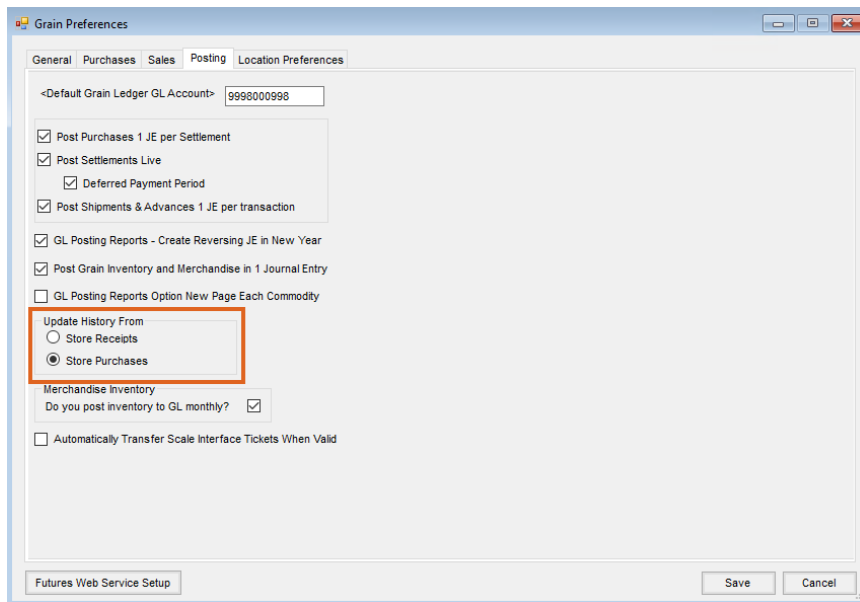 Grain Preferences
General Purchases Sales Posting Location Preferences
<Default Grain Ledger GL Account> 9998000998
Post Purchases 1 JE per Settlement
Post Settlements Live
Deferred Payment Period
Post Shipments & Advances 1 JE per transaction
GL Posting Reports - Create Reversing JE in New Year
Post Grain Inventory and Merchandise in 1 Journal Entry
GL Posting Reports Option New Page Each Commodity
Update History From
Store Receipts
Store Purchases
Merchandise Inventory
Do you post inventory to GL monthly?
Automatically Transfer Scale Interface Tickets When Valid
Futures Web Service Setup Save Cancel